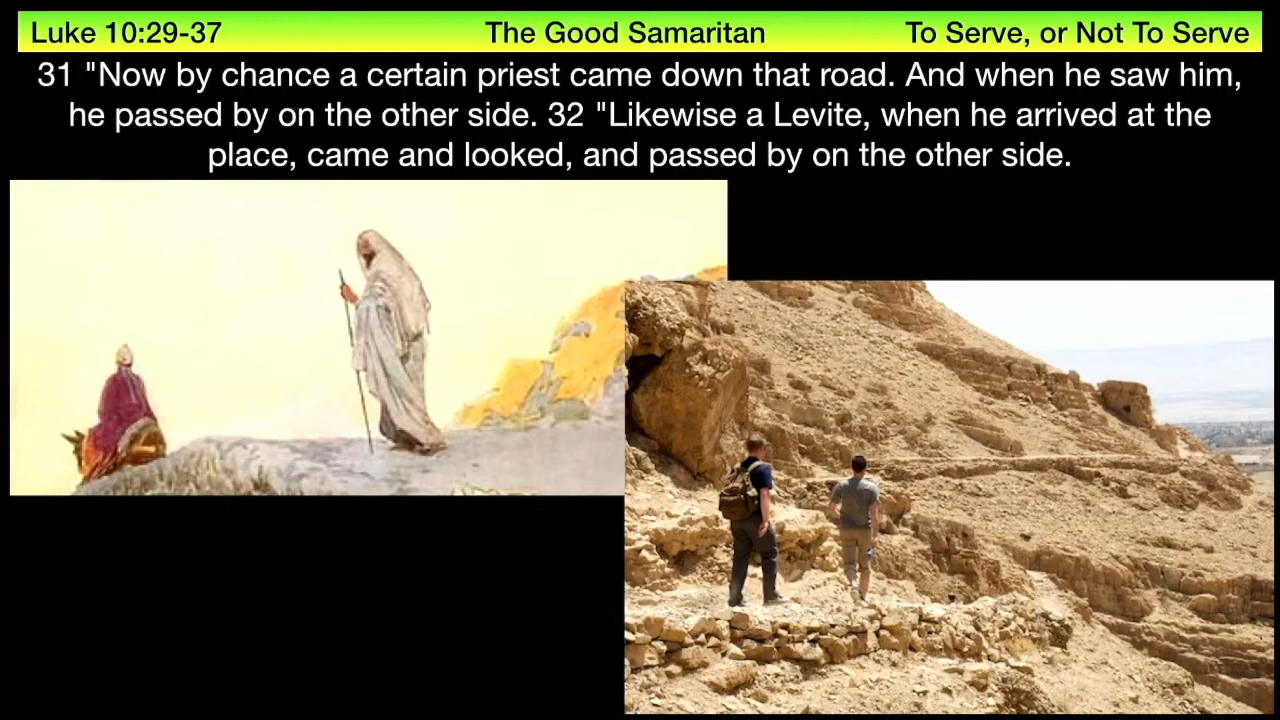 Luke 10:29-37 The Good Samaritan To Serve, or Not To Serve
31 "Now by chance a certain priest came down that road. And when he saw him,
he passed by on the other side. 32 "Likewise a Levite, when he arrived at the
place, came and looked, and passed by on the other side.